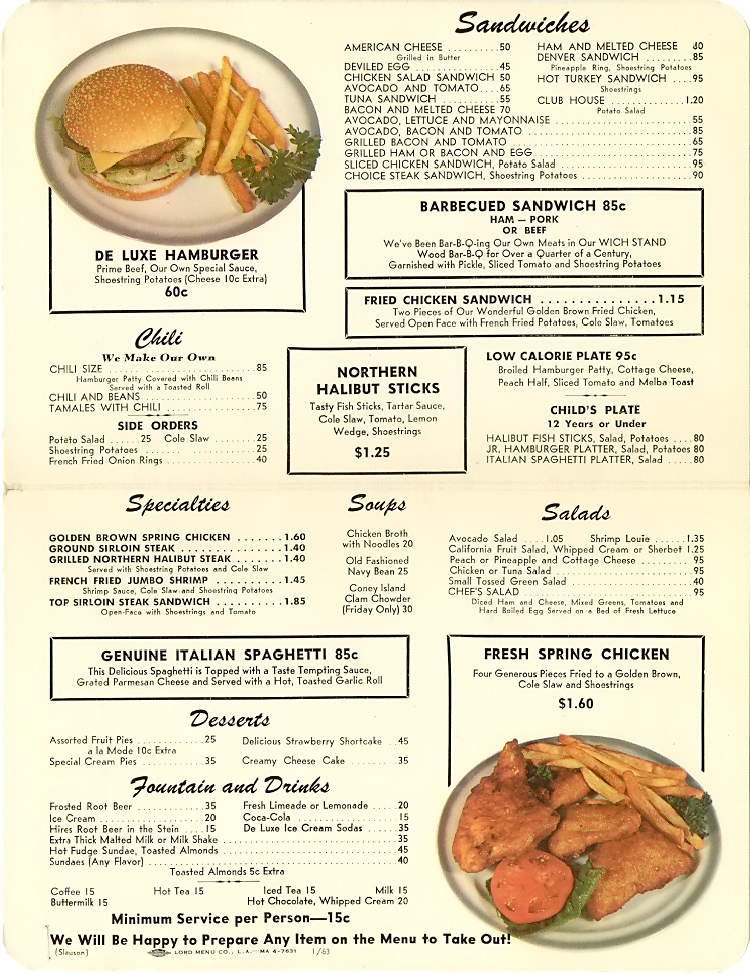 Sandwiches
AMERICAN CHEESE ..........50
Grilled in Butter
DEVILED EGG .................45
CHICKEN SALAD SANDWICH 50
AVOCADO AND TOMATO....65
TUNA SANDWICH ............55
BACON AND MELTED CHEESE 70
HAM AND MELTED CHEESE 80
DENVER SANDWICH ........85
Pineapple Ring, Shoestring Potatoes
HOT TURKEY SANDWICH ....95
Shoestrings
CLUB HOUSE ...............1.20
Potato Salad
AVOCADO, LETTUCE AND MAYONNAISE ............55
AVOCADO, BACON AND TOMATO ............85
GRILLED BACON AND TOMATO ............65
GRILLED HAM OR BACON AND EGG............75
SLICED CHICKEN SANDWICH, Potato Salad ............95
CHOICE STEAK SANDWICH, Shoestring Potatoes ............90
DE LUXE HAMBURGER
Prime Beef, Our Own Special Sauce,
Shoestring Potatoes (Cheese 10c Extra)
60c
BARBECUED SANDWICH 85c
HAM — PORK
OR BEEF
We've Been Bar-B-Q-ing Our Own Meats in Our WICH STAND
Wood Bar-B-Q for Over a Quarter of a Century,
Garnished with Pickle, Sliced Tomato and Shoestring Potatoes
FRIED CHICKEN SANDWICH ...............1.15
Two Pieces of Our Wonderful Golden Brown Fried Chicken,
Served Open Face with French Fried Potatoes, Cole Slaw, Tomatoes
Chili
We Make Our Own
CHILI SIZE ............85
Hamburger Patty Covered with Chilli Beans
Served with a Toasted Roll
CHILI AND BEANS ............50
TAMALES WITH CHILI ............75
SIDE ORDERS
Potato Salad ......25 Cole Slaw .........25
Shoestring Potatoes ............25
French Fried Onion Rings ............40
NORTHERN
HALIBUT STICKS
Tasty Fish Sticks, Tartar Sauce,
Cole Slaw, Tomato, Lemon
Wedge, Shoestrings
$1.25
LOW CALORIE PLATE 95c
Broiled Hamburger Patty, Cottage Cheese,
Peach Half, Sliced Tomato and Melba Toast
CHILD'S PLATE
12 Years or Under
HALIBUT FISH STICKS, Salad, Potatoes ....80
JR. HAMBURGER PLATTER, Salad, Potatoes 80
ITALIAN SPAGHETTI PLATTER, Salad .....80
Specialties
GOLDEN BROWN SPRING CHICKEN .......1.60
GROUND SIRLOIN STEAK ...............1.40
GRILLED NORTHERN HALIBUT STEAK .......1.40
Served with Shoestring Potatoes and Cole Slaw
FRENCH FRIED JUMBO SHRIMP ..........1.45
Shrimp Sauce, Cole Slaw and Shoestring Potatoes
TOP SIRLOIN STEAK SANDWICH ..........1.85
Open-Face with Shoestrings and Tomato
Soups
Chicken Broth
with Noodles 20
Old Fashioned
Navy Bean 25
Coney Island
Clam Chowder
(Friday Only) 30
Salads
Avocado Salad ....1.05 Shrimp Louie ......1.35
California Fruit Salad, Whipped Cream or Sherbet 1.25
Peach or Pineapple and Cottage Cheese ......... 95
Chicken or Tuna Salad ............95
Small Tossed Green Salad ............40
CHEF'S SALAD ............95
Diced Ham and Cheese, Mixed Greens, Tomatoes and
Hard Boiled Egg Served on a Bed of Fresh Lettuce
GENUINE ITALIAN SPAGHETTI 85c
This Delicious Spaghetti is Topped with a Taste Tempting Sauce,
Grated Parmesan Cheese and Served with a Hot, Toasted Garlic Roll
FRESH SPRING CHICKEN
Four Generous Pieces Fried to a Golden Brown,
Cole Slaw and Shoestrings
$1.60
Desserts
Assorted Fruit Pies ..............25
a la Mode 10c Extra
Special Cream Pies ..............35
Delicious Strawberry Shortcake ..45
Creamy Cheese Cake .........35
Fountain and Drinks
Frosted Root Beer ............35 Fresh Limeade or Lemonade .....20
Ice Cream ............20 Coca-Cola ............15
Hires Root Beer in the Stein ....15 De Luxe Ice Cream Sodas .......35
Extra Thick Malted Milk or Milk Shake ............35
Hot Fudge Sundae, Toasted Almonds ............45
Sundaes (Any Flavor) ............40
Toasted Almonds 5c Extra
Coffee 15 Hot Tea 15 Iced Tea 15 Milk 15
Buttermilk 15 Hot Chocolate, Whipped Cream 20
Minimum Service per Person—15c
We Will Be Happy to Prepare Any Item on the Menu to Take Out!
(Slauson) LORD MENU CO., L.A. MA 4-7631 1/63